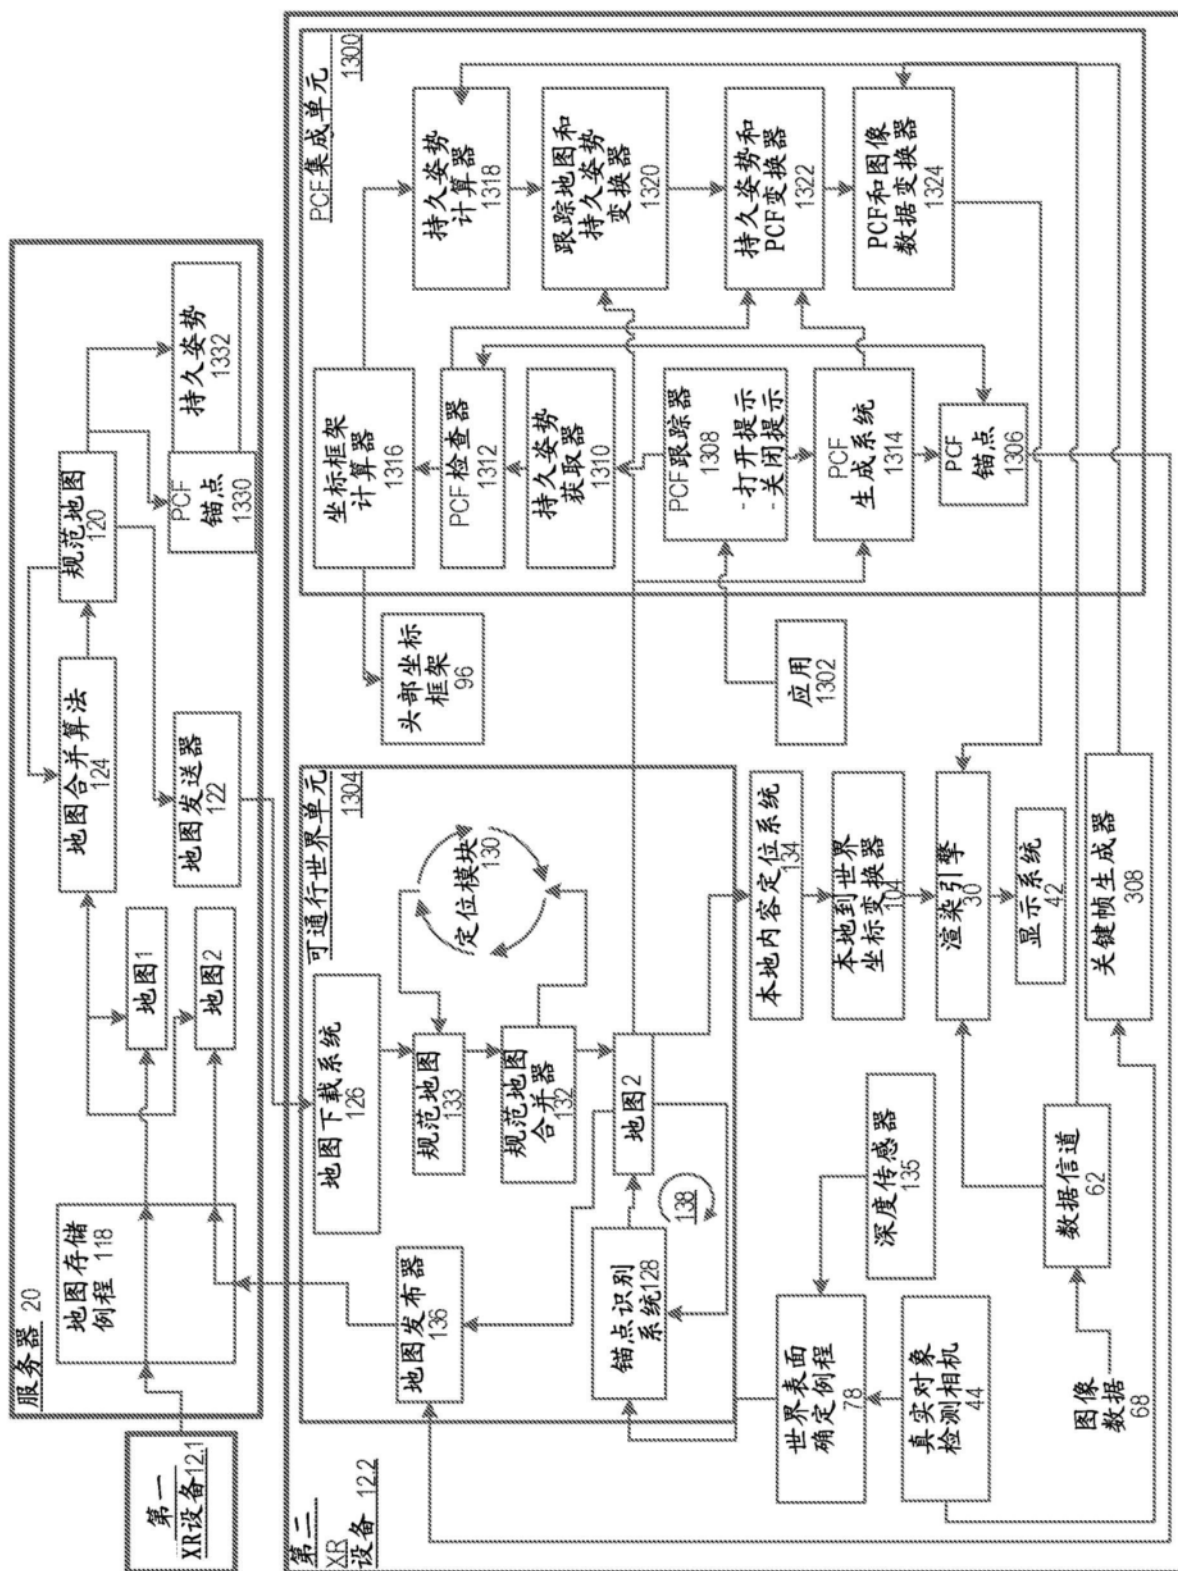 服务器 20
地图存储
例程 118
地图1
地图2
地图合并算法
124
地图发送器
122
规范地图
120
PCF
锚点
1330
持久姿势
1332
第一
XR设备12.1
第二
XR
设备 12.2
可通行世界单元
1304
地图下载系统
126
规范地图
133
规范地图
合并器
132
定位模块
130
地图2
地图发布器
136
锚点识别
系统128
138
头部坐标
框架
96
应用
1302
本地内容定位系统
134
本地到世界
坐标变换器
104
渲染引擎
30
显示系统
42
关键帧生成器
308
世界表面
确定例程
78
深度传感器
135
真实对象
检测相机
44
数据信道
62
图像
数据
68
PCF集成单元
1300
坐标框架
计算器
1316
PCF检查器
1312
持久姿势
获取器
1310
PCF跟踪器
1308
- 打开提示
- 关闭提示
PCF
生成系统
1314
PCF
锚点
1306
持久姿势
计算器
1318
跟踪地图和
持久姿势
变换器
1320
持久姿势和
PCF变换器
1322
PCF和图像
数据变换器
1324